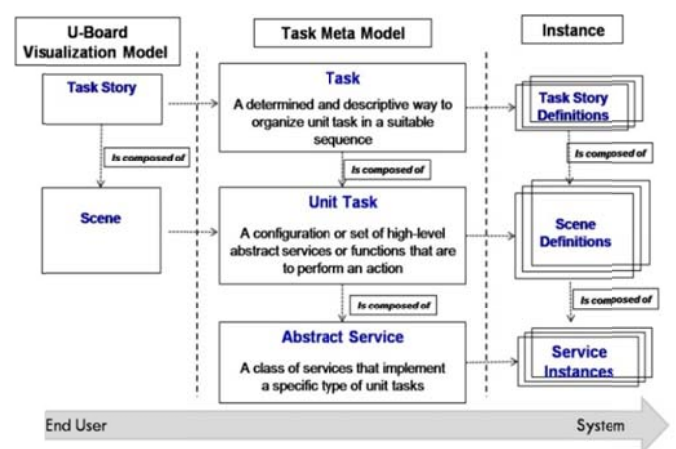 U-Board
Visualization Model
Task Meta Model
Instance
Task Story
Task
A determined and descriptive way to
organize unit task in a suitable
sequence
Task Story
Definitions
Is composed of
Is composed of
Is composed of
Scene
Unit Task
A configuration or set of high-level
abstract services or functions that are
to perform an action
Scene
Definitions
Is composed of
Is composed of
Abstract Service
A class of services that implement
a specific type of unit tasks
Service
Instances
End User
System